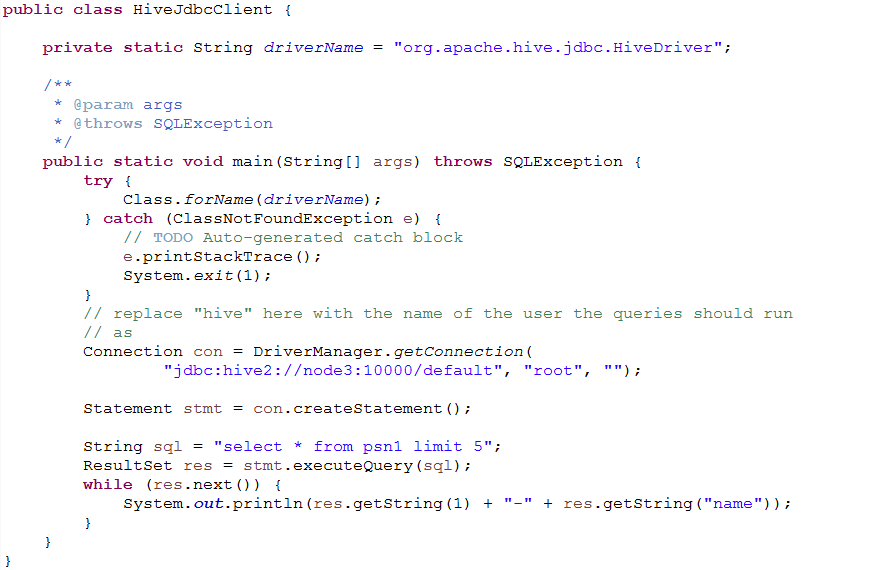 public class HiveJdbcClient {
private static String driverName = "org.apache.hive.jdbc.HiveDriver";
/**
* @param args
* @throws SQLException
*/
public static void main(String[] args) throws SQLException {
try {
Class.forName(driverName);
} catch (ClassNotFoundException e) {
// TODO Auto-generated catch block
e.printStackTrace();
System.exit(1);
}
// replace "hive" here with the name of the user the queries should run
// as
Connection con = DriverManager.getConnection(
"jdbc:hive2://node3:10000/default", "root", "");
Statement stmt = con.createStatement();
String sql = "select * from psn1 limit 5";
ResultSet res = stmt.executeQuery(sql);
while (res.next()) {
System.out.println(res.getString(1) + "-" + res.getString("name"));
}
}
}